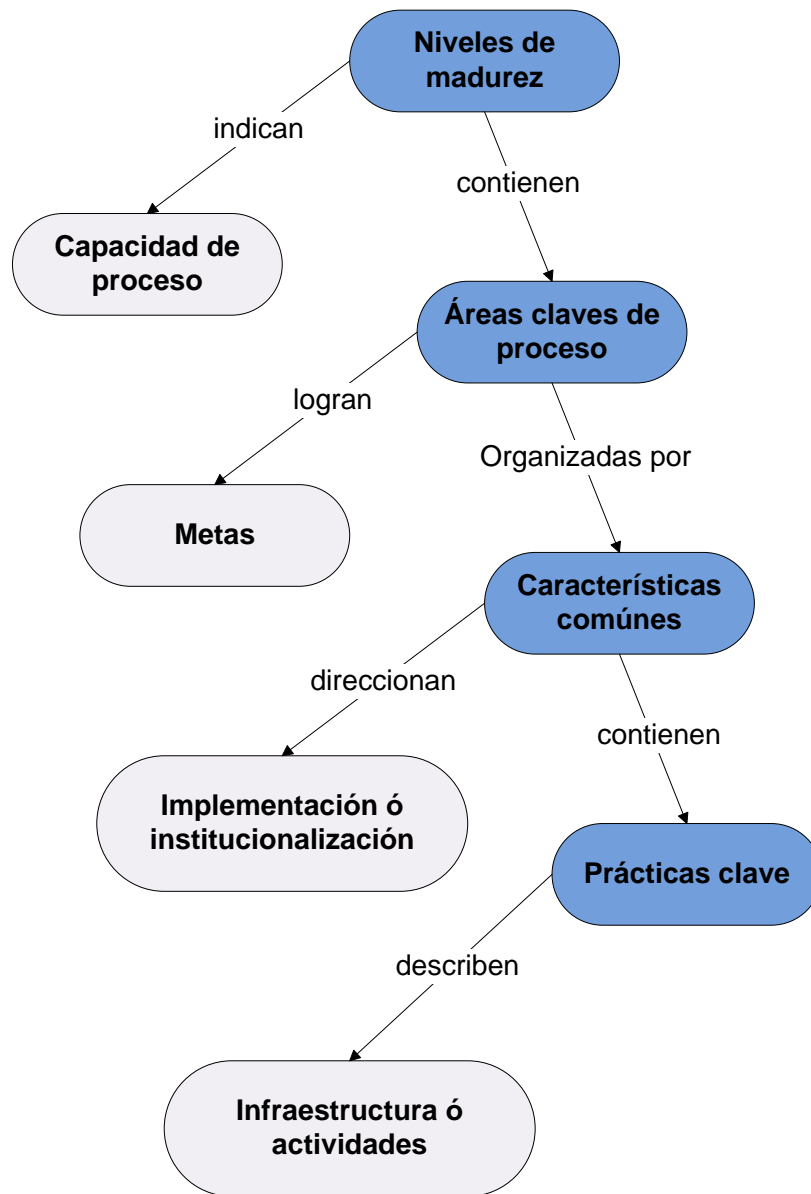 Niveles de
madurez
indican
contienen
Capacidad de
proceso
Áreas claves de
proceso
logran
Organizadas por
Metas
Características
comúnes
direccionan
contienen
Implementación ó
institucionalización
Prácticas clave
describen
Infraestructura ó
actividades